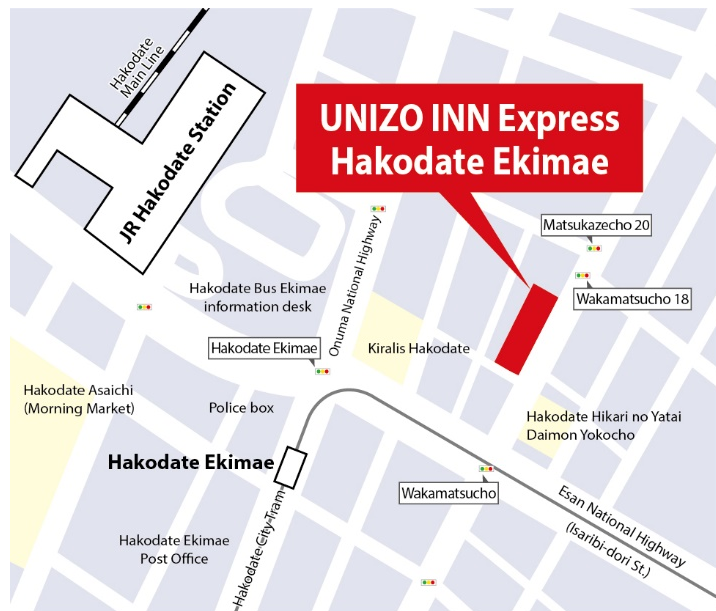 Hakodate
Main Line
JR Hakodate Station
UNIZO INN Express
Hakodate Ekimae
Matsukazecho 20
Wakamatsucho 18
Hakodate Bus Ekimae
information desk
Onuma National Highway
Hakodate Ekimae
Kiralis Hakodate
Hakodate Asaichi
(Morning Market)
Police box
Hakodate Hikari no Yatai
Daimon Yokocho
Hakodate Ekimae
Wakamatsucho
Esan National Highway
(Isaribi-dori St.)
Hakodate City Tram
Hakodate Ekimae
Post Office